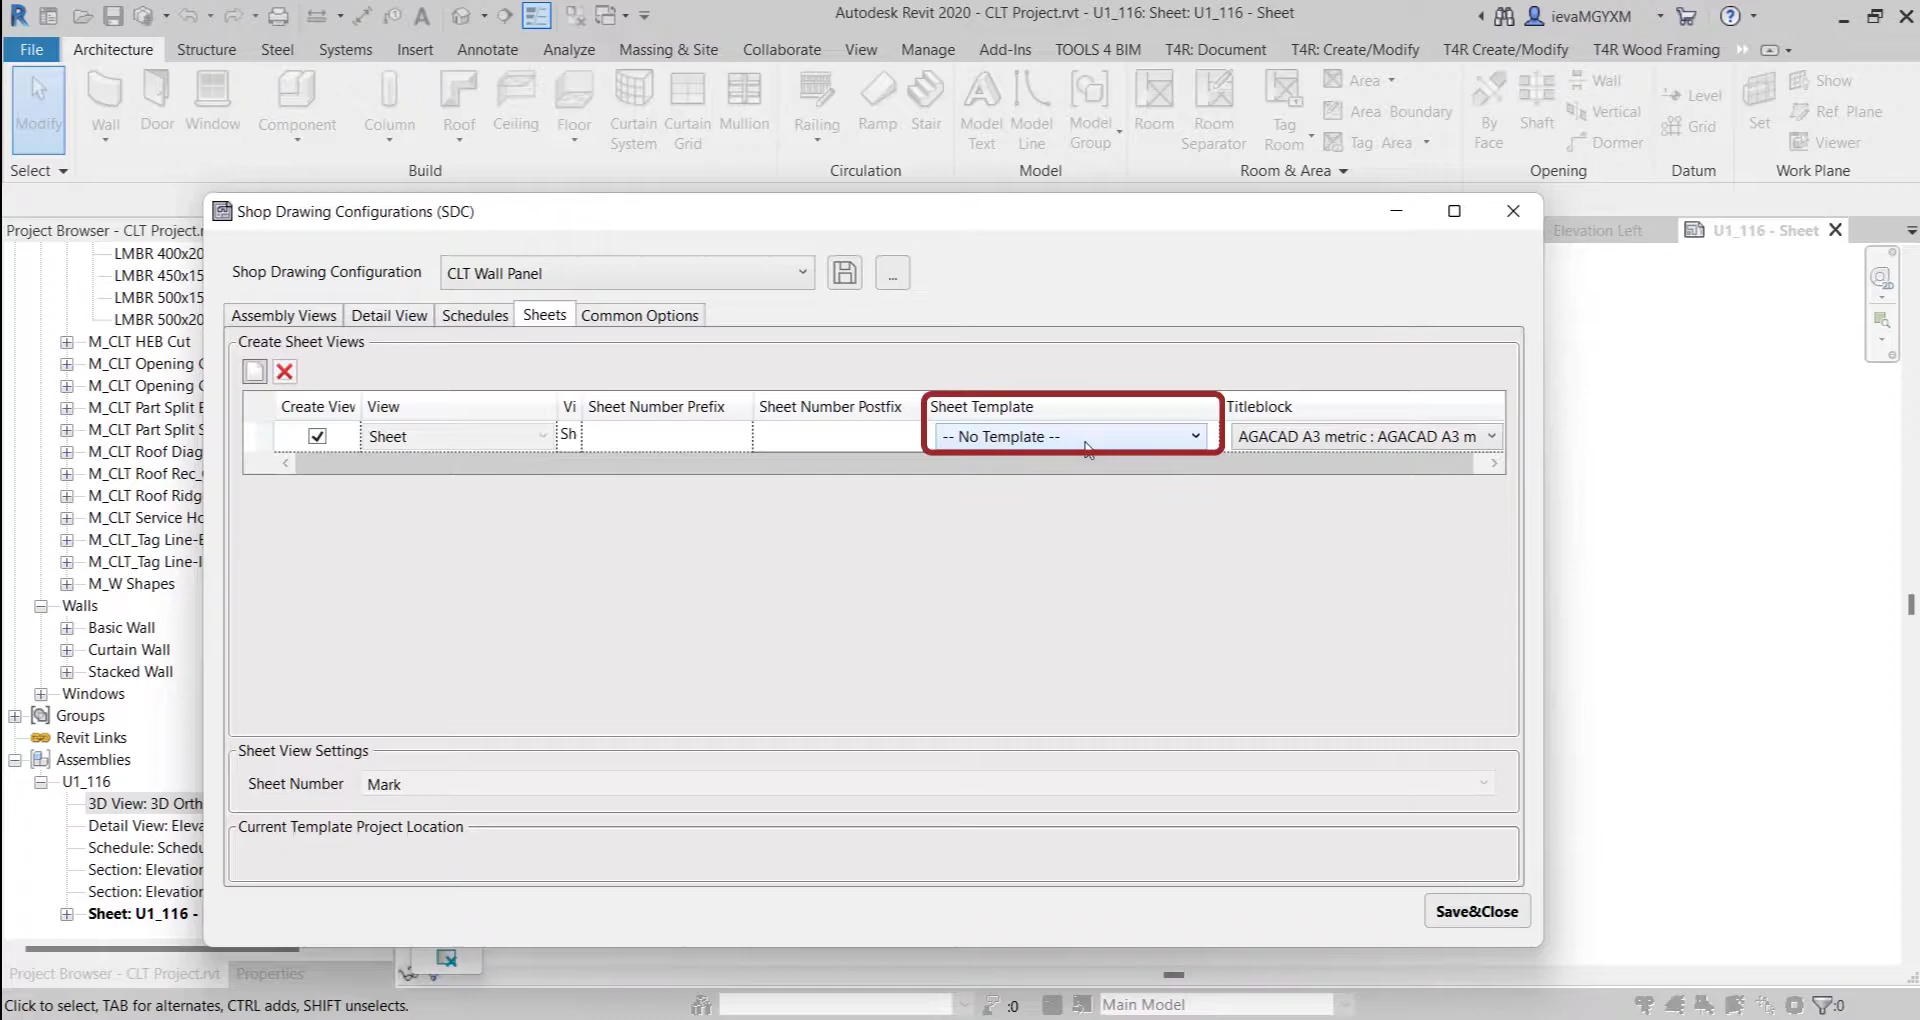 Autodesk Revit 2020 - CLT Project.rvt - U1_116: Sheet: U1_116 - Sheet
ievaMGYXM
File Architecture Structure Steel Systems Insert Annotate Analyze Massing & Site Collaborate View Manage Add-Ins TOOLS 4 BIM T4R: Document T4R: Create/Modify T4R Create/Modify T4R Wood Framing
Modify
Wall
Door
Window
Component
Column
Roof
Ceiling
Floor
Curtain System
Curtain Grid
Mullion
Railing
Ramp
Stair
Model Text
Model Line
Model Group
Room
Room Separator
Tag Room
Area
Area Boundary
Tag Area
By Face
Shaft
Wall
Vertical
Dormer
Level
Grid
Set
Show
Ref Plane
Viewer
Select Build Circulation Model Room & Area Opening Datum Work Plane
Project Browser - CLT Project.r
LMBR 400x20
LMBR 450x15
LMBR 500x15
LMBR 500x20
M_CLT HEB Cut
M_CLT Opening C
M_CLT Opening C
M_CLT Part Split E
M_CLT Part Split S
M_CLT Roof Diag
M_CLT Roof Rec_
M_CLT Roof Ridg
M_CLT Service Ho
M_CLT_Tag Line-E
M_CLT_Tag Line-I
M_W Shapes
Walls
Basic Wall
Curtain Wall
Stacked Wall
Windows
Groups
Revit Links
Assemblies
U1_116
3D View: 3D Orth
Detail View: Eleva
Schedule: Schedu
Section: Elevation
Section: Elevation
Sheet: U1_116 -
Shop Drawing Configurations (SDC)
Elevation Left
U1_116 - Sheet
Shop Drawing Configuration CLT Wall Panel ...
Assembly Views Detail View Schedules Sheets Common Options
Create Sheet Views
Create View View Vi Sheet Number Prefix Sheet Number Postfix Sheet Template Titleblock
Sheet Sh -- No Template -- AGACAD A3 metric : AGACAD A3 m
Sheet View Settings
Sheet Number Mark
Current Template Project Location
Save&Close
Project Browser - CLT Project.rvt Properties
Click to select, TAB for alternates, CTRL adds, SHIFT unselects.
:0
Main Model
:0